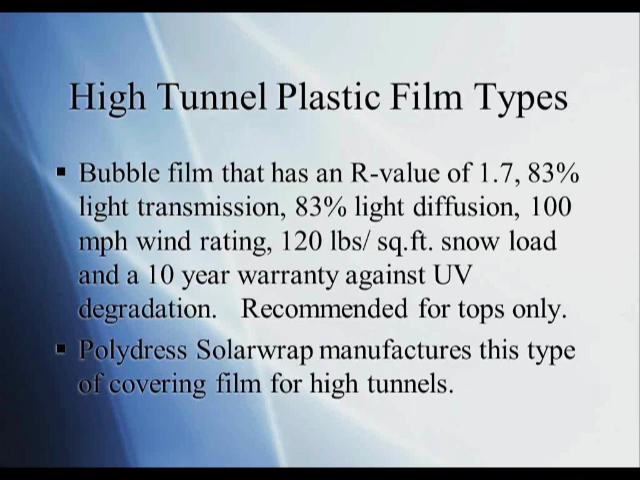 High Tunnel Plastic Film Types
▪ Bubble film that has an R-value of 1.7, 83%
light transmission, 83% light diffusion, 100
mph wind rating, 120 lbs/ sq.ft. snow load
and a 10 year warranty against UV
degradation.   Recommended for tops only.
▪ Polydress Solarwrap manufactures this type
of covering film for high tunnels.